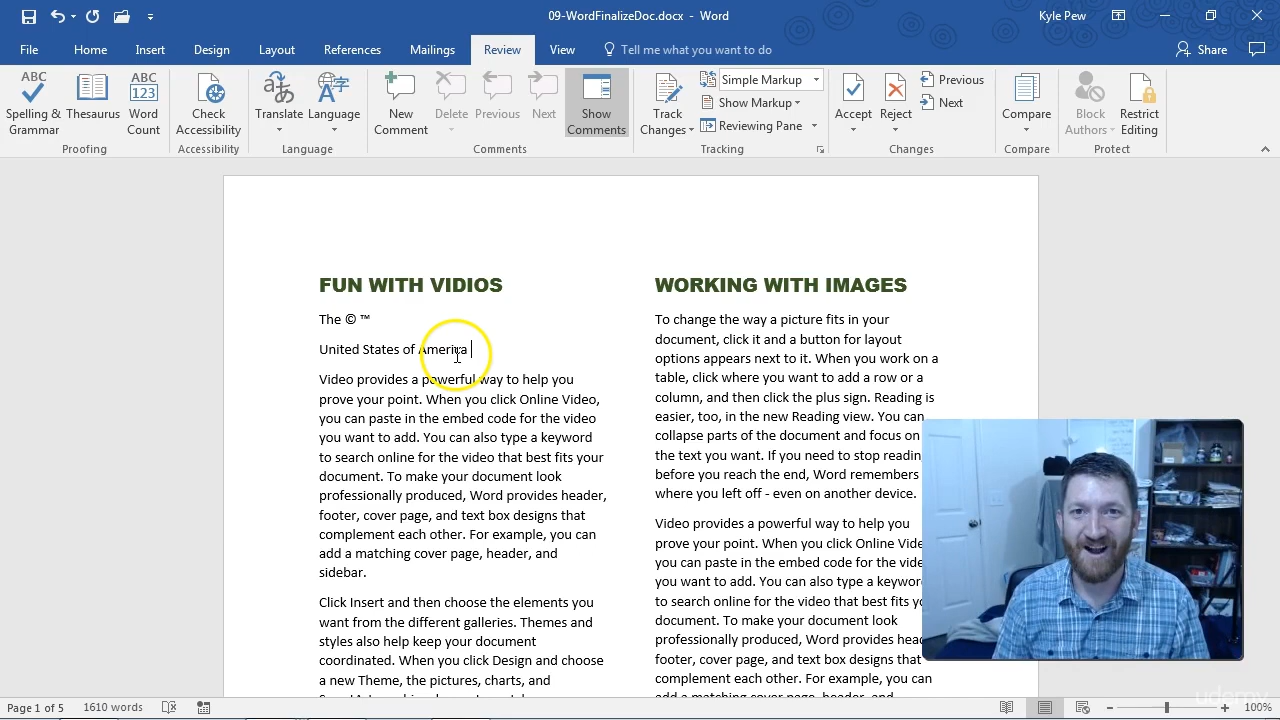 09-WordFinalizeDoc.docx - Word
Kyle Pew
File Home Insert Design Layout References Mailings Review View Tell me what you want to do Share
Spelling & Grammar
Thesaurus
ABC 123 Word Count
Proofing
Check Accessibility
Accessibility
Translate
Language
Language
New Comment
Delete
Previous
Next
Show Comments
Comments
Track Changes
Simple Markup
Show Markup
Reviewing Pane
Tracking
Accept
Reject
Previous
Next
Changes
Compare
Compare
Block Authors
Restrict Editing
Protect
FUN WITH VIDIOS
The © ™
United States of America
Video provides a powerful way to help you
prove your point. When you click Online Video,
you can paste in the embed code for the video
you want to add. You can also type a keyword
to search online for the video that best fits your
document. To make your document look
professionally produced, Word provides header,
footer, cover page, and text box designs that
complement each other. For example, you can
add a matching cover page, header, and
sidebar.
Click Insert and then choose the elements you
want from the different galleries. Themes and
styles also help keep your document
coordinated. When you click Design and choose
a new Theme, the pictures, charts, and
WORKING WITH IMAGES
To change the way a picture fits in your
document, click it and a button for layout
options appears next to it. When you work on a
table, click where you want to add a row or a
column, and then click the plus sign. Reading is
easier, too, in the new Reading view. You can
collapse parts of the document and focus on
the text you want. If you need to stop readin
before you reach the end, Word remembers
where you left off - even on another device.
Video provides a powerful way to help you
prove your point. When you click Online Vide
you can paste in the embed code for the vide
you want to add. You can also type a keywor
to search online for the video that best fits yo
document. To make your document look
professionally produced, Word provides head
footer, cover page, and text box designs that
complement each other. For example, you can
add a matching cover page, header, and
Page 1 of 5 1610 words
100%
udemy